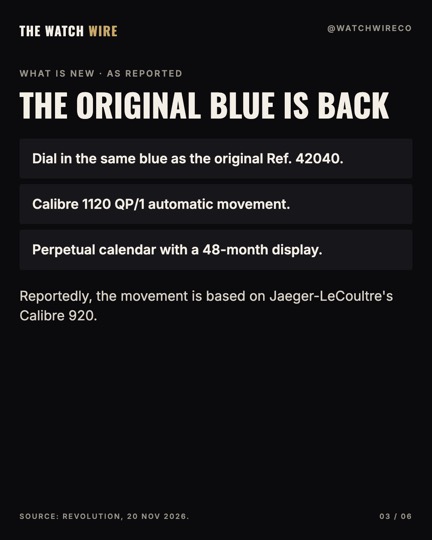 THE WATCH WIRE
@WATCHWIRECO
WHAT IS NEW · AS REPORTED
THE ORIGINAL BLUE IS BACK
Dial in the same blue as the original Ref. 42040.
Calibre 1120 QP/1 automatic movement.
Perpetual calendar with a 48-month display.
Reportedly, the movement is based on Jaeger-LeCoultre's
Calibre 920.
SOURCE: REVOLUTION, 20 NOV 2026.
03 / 06